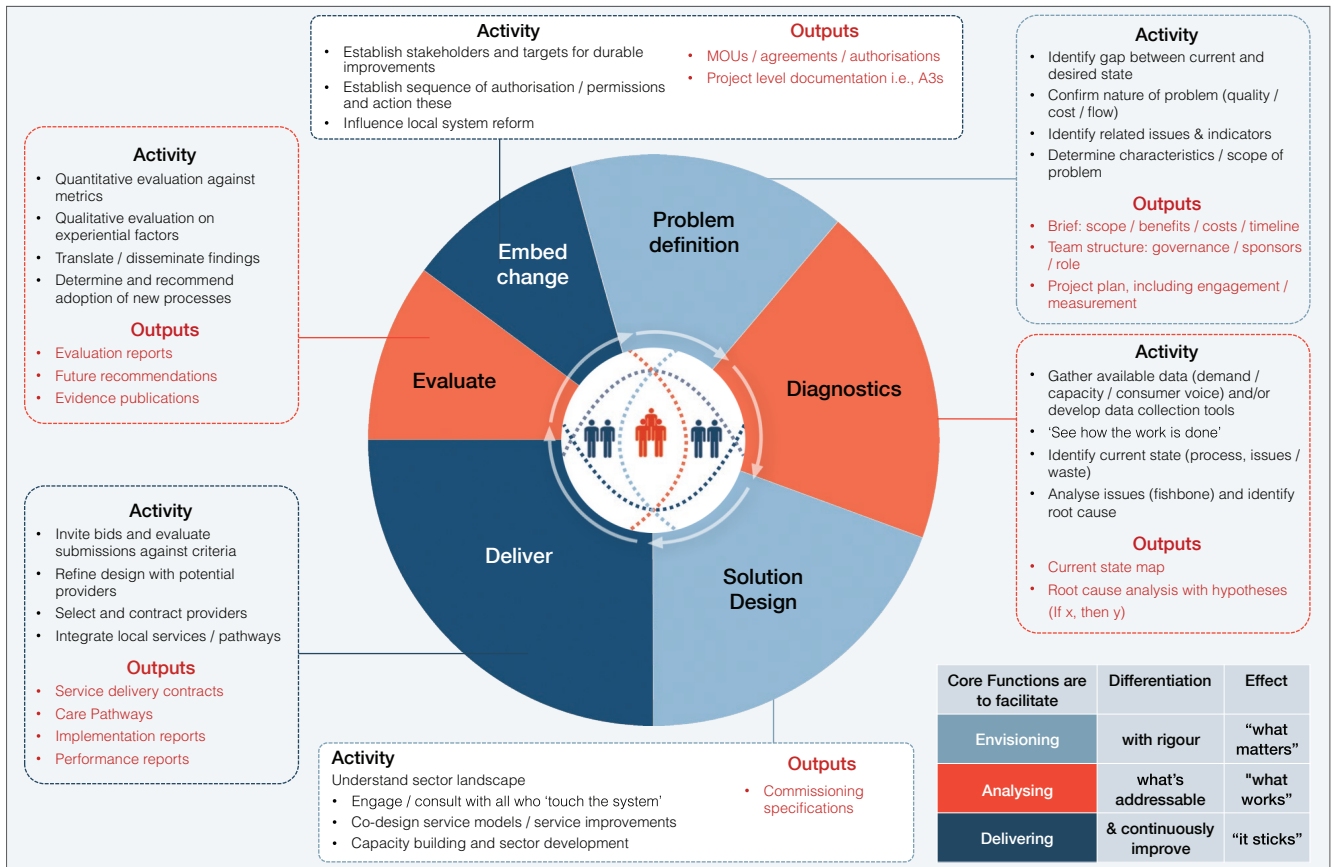 Activity
• Establish stakeholders and targets for durable
improvements
• Establish sequence of authorisation / permissions
and action these
• Influence local system reform
Outputs
• MOUs / agreements / authorisations
• Project level documentation i.e., A3s
Activity
• Identify gap between current and
desired state
• Confirm nature of problem (quality /
cost / flow)
• Identify related issues & indicators
• Determine characteristics / scope of
problem
Outputs
• Brief: scope / benefits / costs / timeline
• Team structure: governance / sponsors
/ role
• Project plan, including engagement /
measurement
Activity
• Quantitative evaluation against
metrics
• Qualitative evaluation on
experiential factors
• Translate / disseminate findings
• Determine and recommend
adoption of new processes
Outputs
• Evaluation reports
• Future recommendations
• Evidence publications
Problem
definition
Embed
change
Evaluate
Diagnostics
Deliver
Solution
Design
Activity
• Gather available data (demand /
capacity / consumer voice) and/or
develop data collection tools
• ‘See how the work is done’
• Identify current state (process, issues /
waste)
• Analyse issues (fishbone) and identify
root cause
Outputs
• Current state map
• Root cause analysis with hypotheses
(If x, then y)
Activity
• Invite bids and evaluate
submissions against criteria
• Refine design with potential
providers
• Select and contract providers
• Integrate local services / pathways
Outputs
• Service delivery contracts
• Care Pathways
• Implementation reports
• Performance reports
Activity
Understand sector landscape
• Engage / consult with all who ‘touch the system’
• Co-design service models / service improvements
• Capacity building and sector development
Outputs
• Commissioning
specifications
Core Functions are
to facilitate
Differentiation
Effect
Envisioning
with rigour
“what
matters”
Analysing
what’s
addressable
"what
works”
Delivering
& continuously
improve
“it sticks”